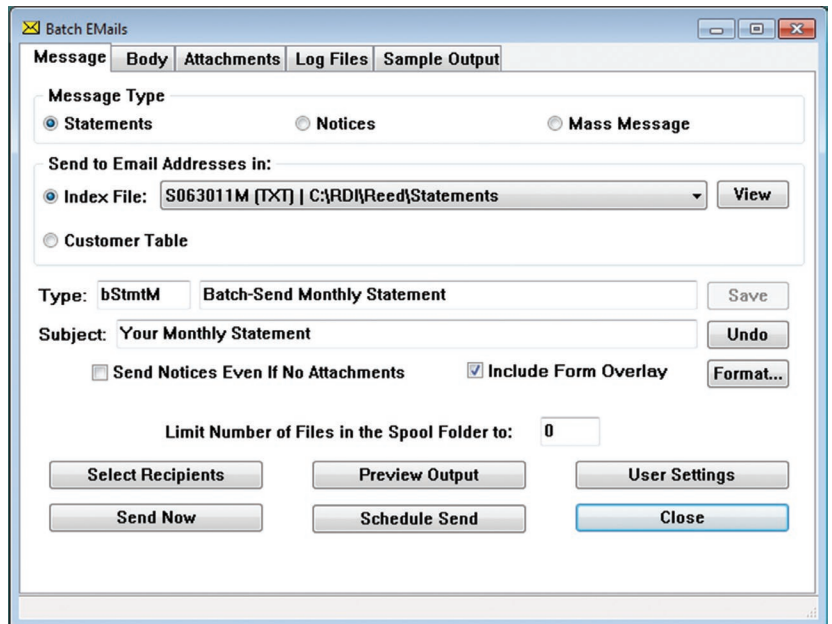 Batch EMails
Message Body Attachments Log Files Sample Output
Message Type
Statements Notices Mass Message
Send to Email Addresses in:
Index File: S063011M (TXT) | C:\RDI\Reed\Statements View
Customer Table
Type: bStmtM Batch-Send Monthly Statement Save
Subject: Your Monthly Statement Undo
Send Notices Even If No Attachments Include Form Overlay Format...
Limit Number of Files in the Spool Folder to: 0
Select Recipients Preview Output User Settings
Send Now Schedule Send Close